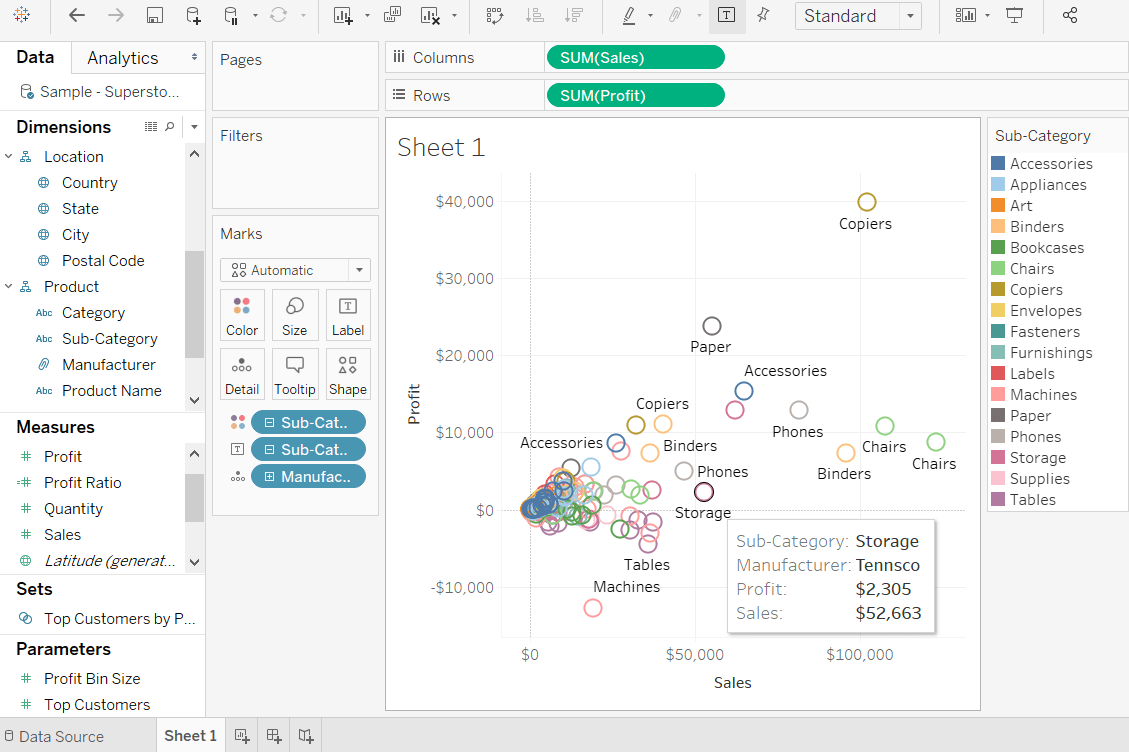 Standard
Data
Analytics
Sample - Supersto...
Dimensions
Location
Country
State
City
Postal Code
Product
Abc Category
Abc Sub-Category
Manufacturer
Abc Product Name
Measures
# Profit
=# Profit Ratio
# Quantity
# Sales
Latitude (generat...
Sets
Top Customers by P...
Parameters
# Profit Bin Size
# Top Customers
Pages
Filters
Marks
Automatic
Color
Size
T
Label
Detail
Tooltip
Shape
Sub-Cat..
T
Sub-Cat..
Manufac..
Columns
SUM(Sales)
Rows
SUM(Profit)
Sheet 1
Profit
$40,000
$30,000
$20,000
$10,000
$0
-$10,000
Copiers
Paper
Accessories
Copiers
Phones
Accessories
Binders
Chairs
Binders
Chairs
Phones
Storage
Tables
Machines
Sub-Category: Storage
Manufacturer: Tennsco
Profit: $2,305
Sales: $52,663
$0
$50,000
$100,000
Sales
Sub-Category
Accessories
Appliances
Art
Binders
Bookcases
Chairs
Copiers
Envelopes
Fasteners
Furnishings
Labels
Machines
Paper
Phones
Storage
Supplies
Tables
Data Source
Sheet 1